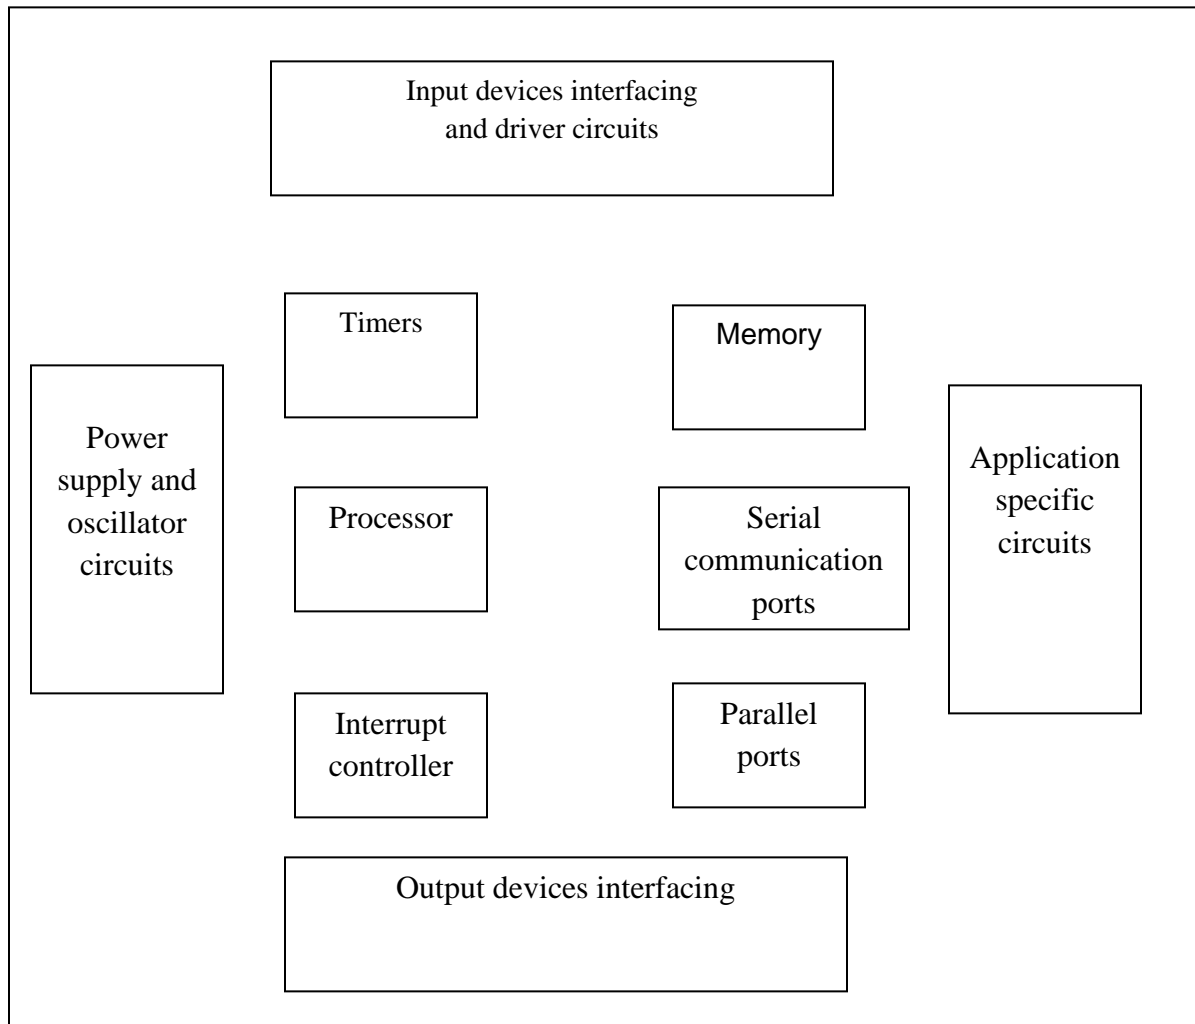 Input devices interfacing
and driver circuits
Timers
Memory
Power
supply and
oscillator
circuits
Application
specific
circuits
Processor
Serial
communication
ports
Interrupt
controller
Parallel
ports
Output devices interfacing